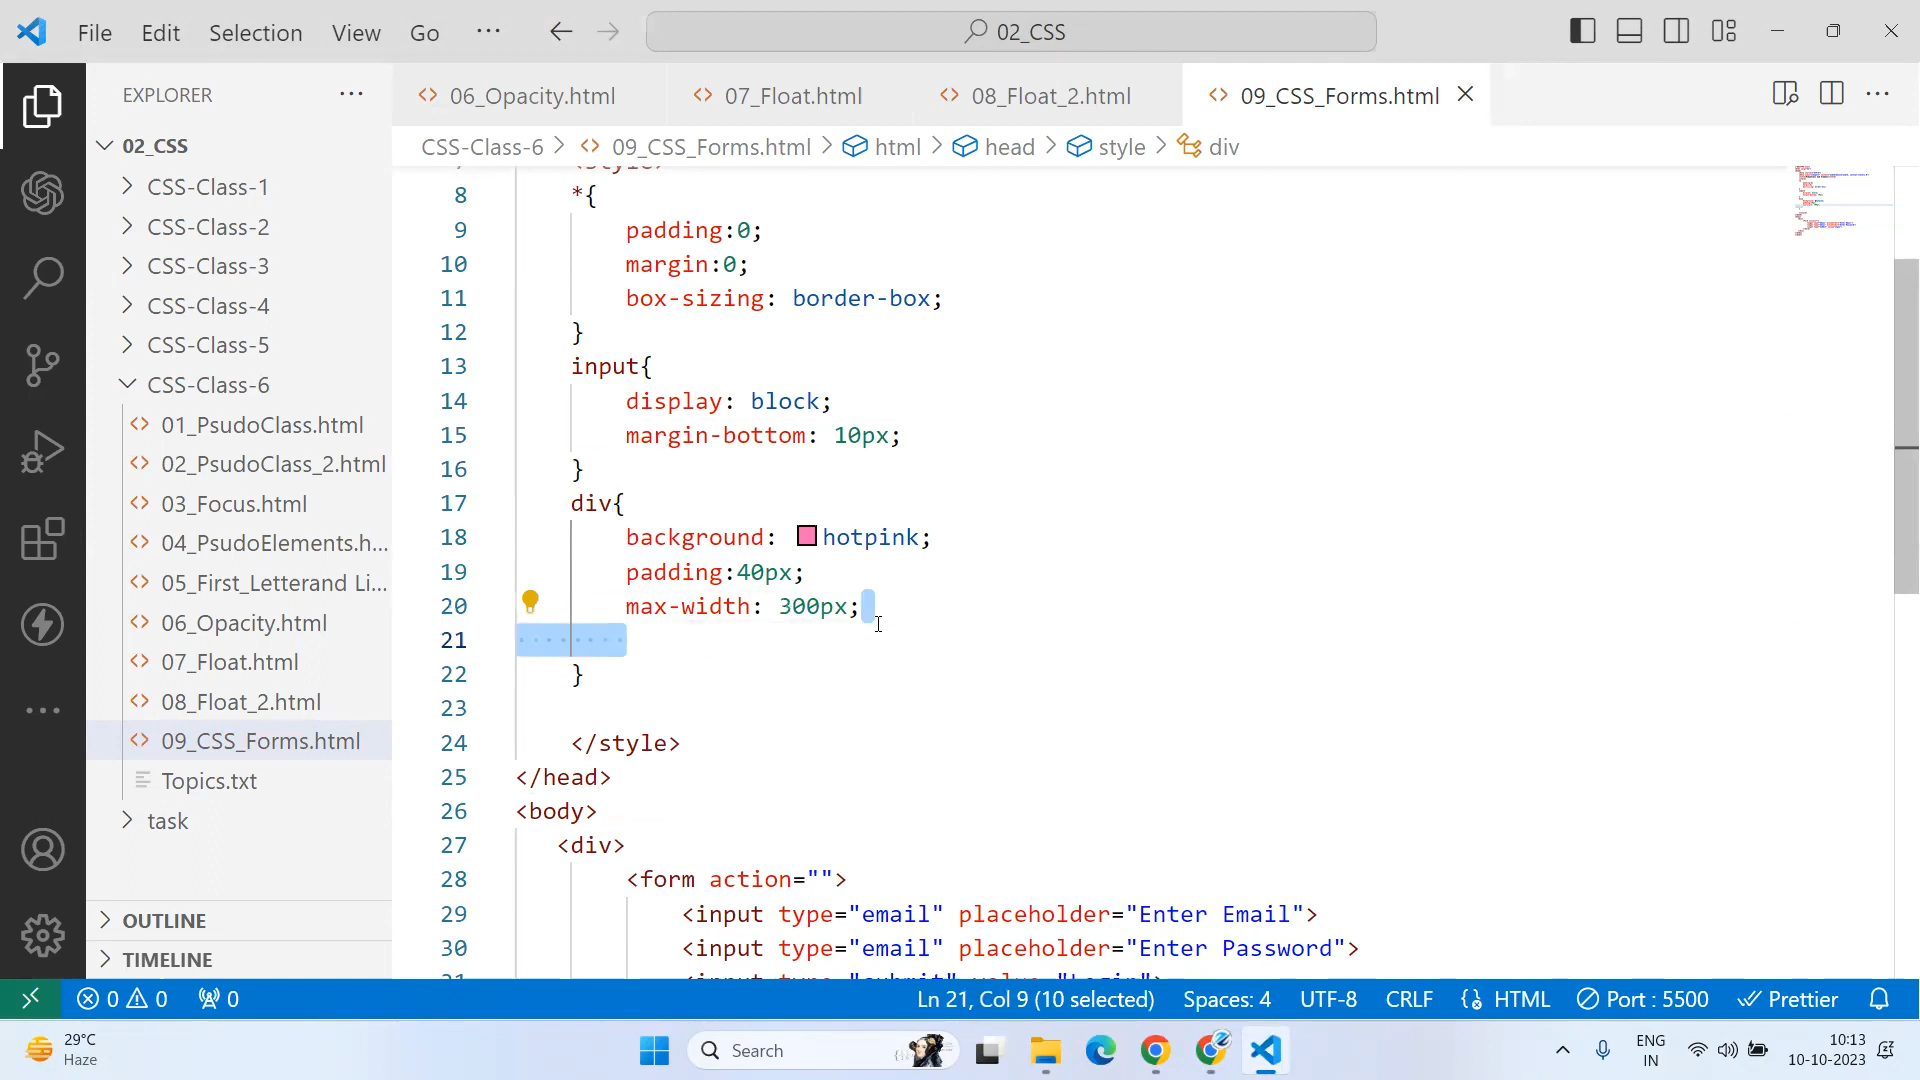 File Edit Selection View Go ··· 02_CSS
EXPLORER ···
06_Opacity.html 07_Float.html 08_Float_2.html 09_CSS_Forms.html
CSS-Class-6 > 09_CSS_Forms.html > html > head > style > div
02_CSS
CSS-Class-1
CSS-Class-2
CSS-Class-3
CSS-Class-4
CSS-Class-5
CSS-Class-6
01_PsudoClass.html
02_PsudoClass_2.html
03_Focus.html
04_PsudoElements.h...
05_First_Letterand Li...
06_Opacity.html
07_Float.html
08_Float_2.html
09_CSS_Forms.html
Topics.txt
task
OUTLINE
TIMELINE
<style>
8 *{
9 padding:0;
10 margin:0;
11 box-sizing: border-box;
12 }
13 input{
14 display: block;
15 margin-bottom: 10px;
16 }
17 div{
18 background: hotpink;
19 padding:40px;
20 max-width: 300px;
21
22 }
23
24 </style>
25 </head>
26 <body>
27 <div>
28 <form action="">
29 <input type="email" placeholder="Enter Email">
30 <input type="email" placeholder="Enter Password">
31 <input type="submit" value="Login">
0 0 0 Ln 21, Col 9 (10 selected) Spaces: 4 UTF-8 CRLF HTML Port : 5500 Prettier
29°C
Haze
Search
ENG
IN
10:13
10-10-2023